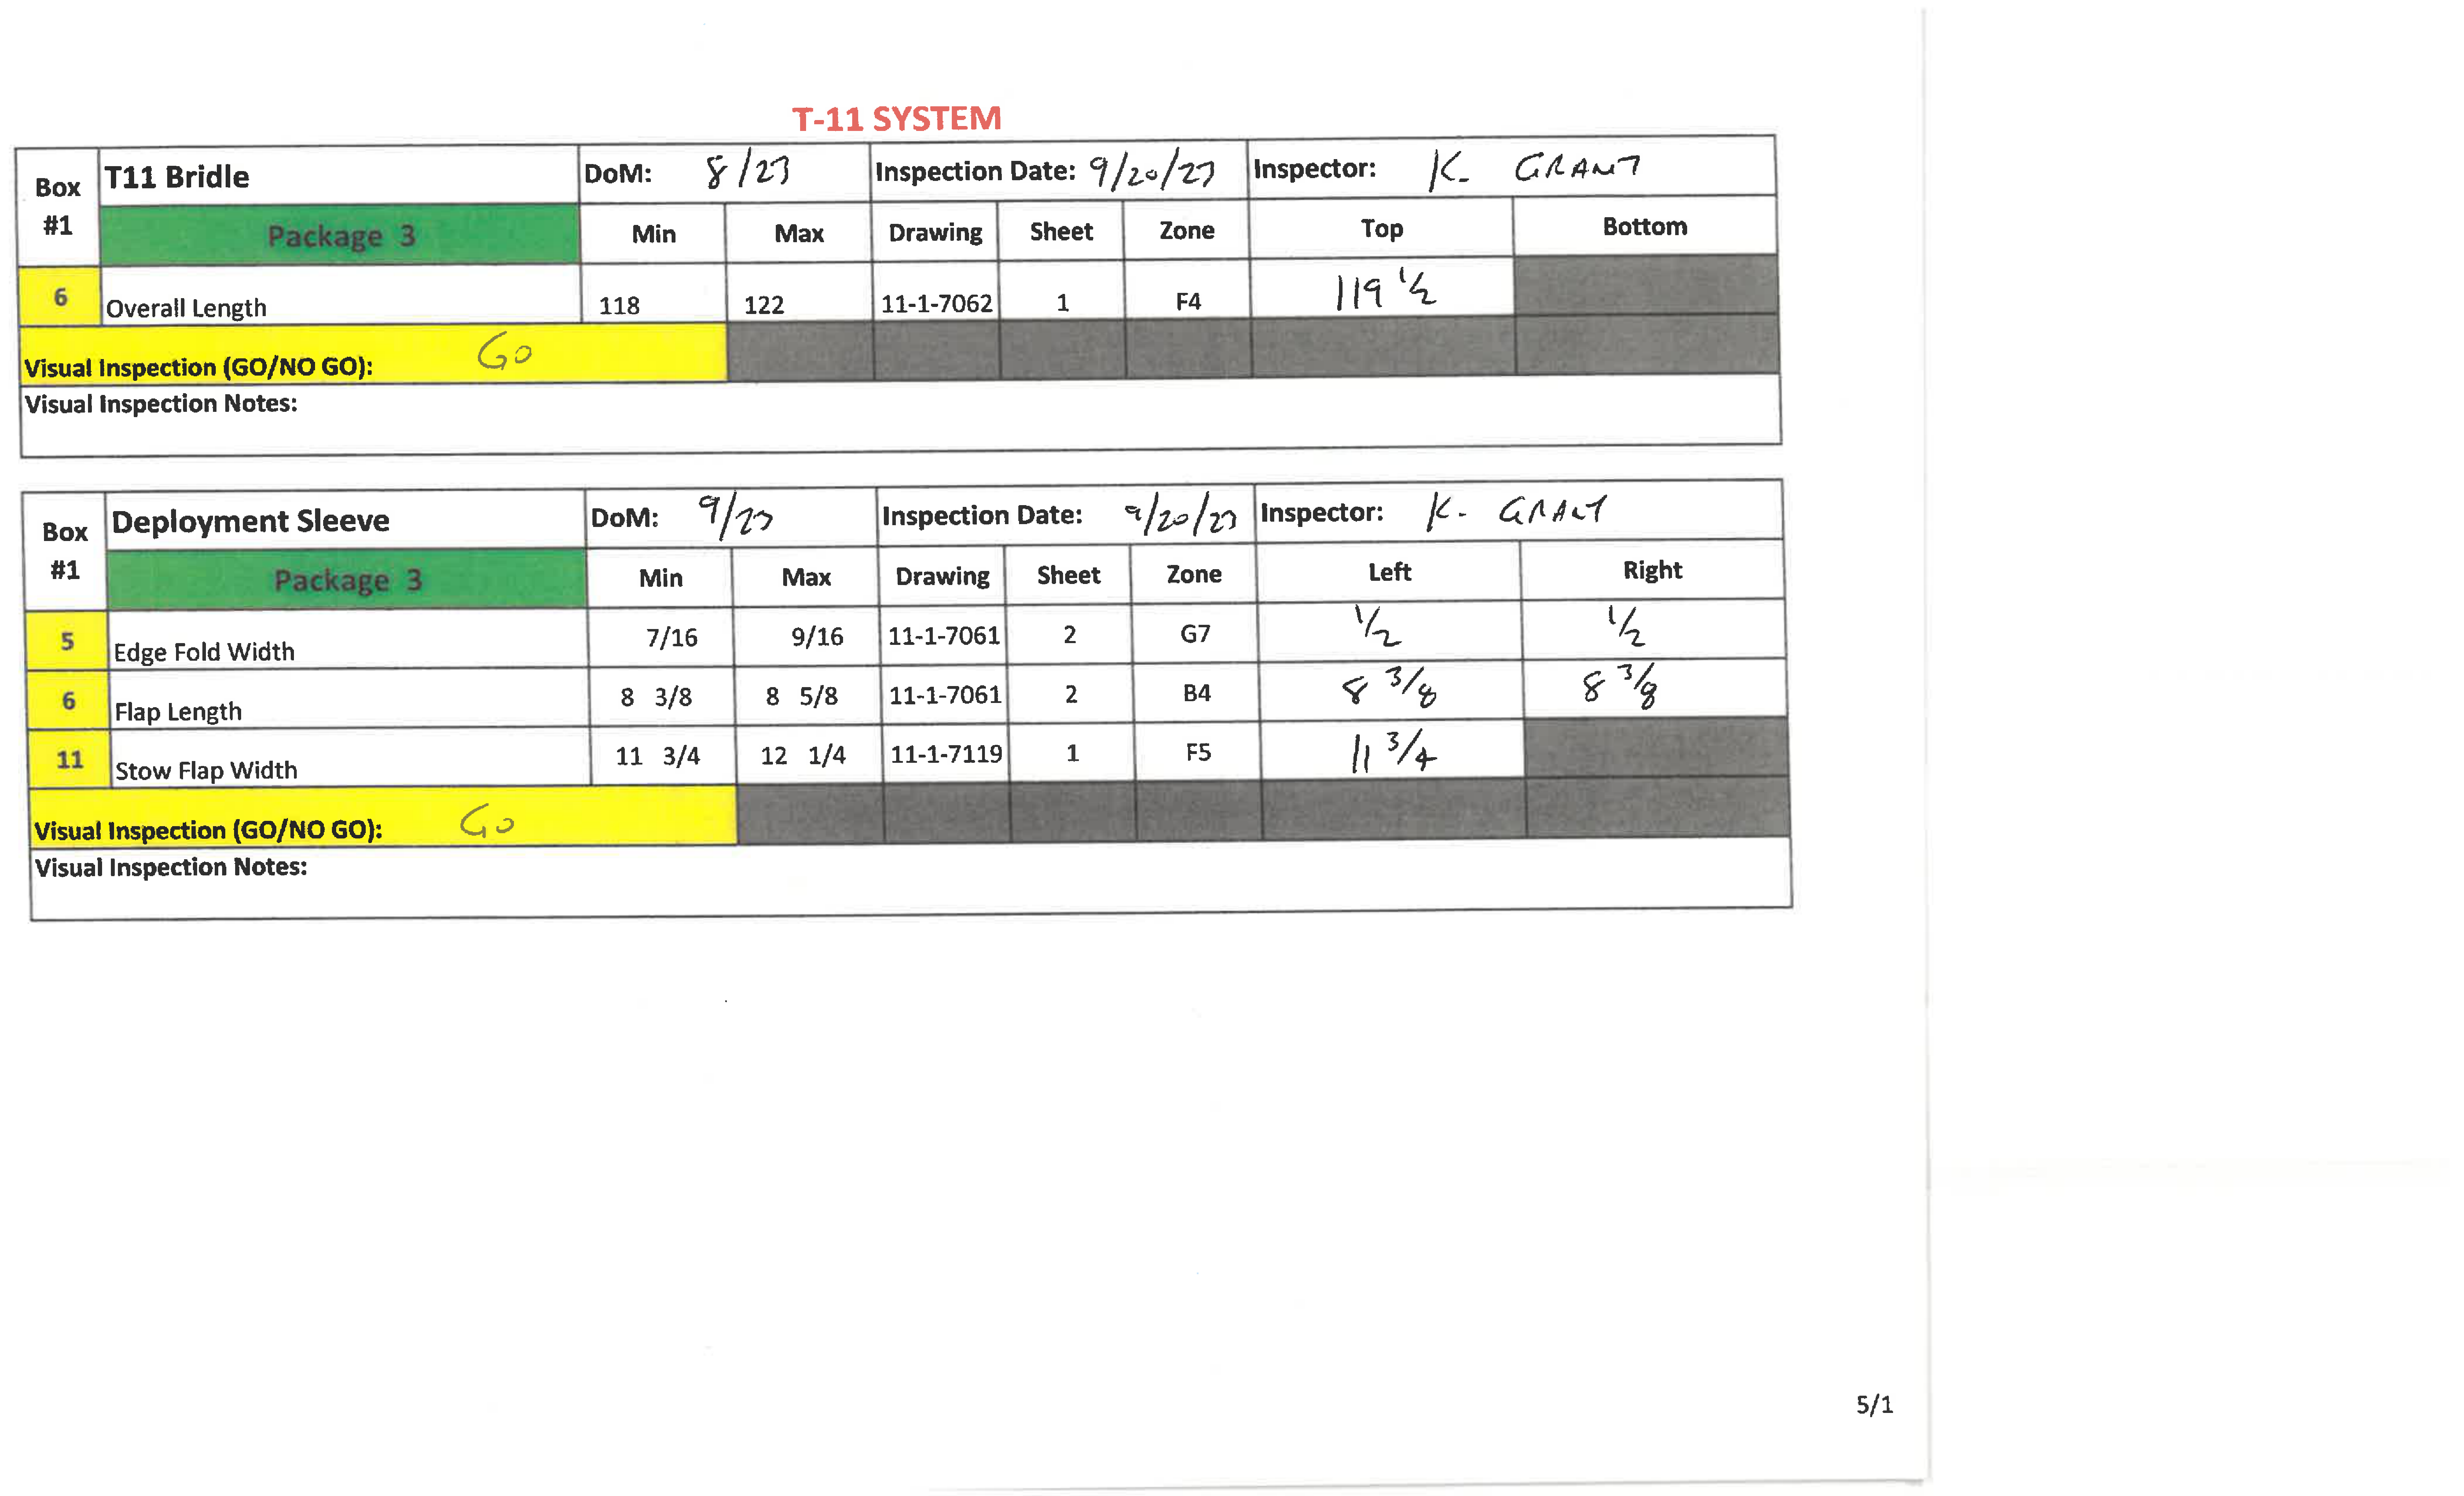 T-11 SYSTEM
Box #1 T11 Bridle DoM: 8/23 Inspection Date: 9/20/23 Inspector: K. GRANT
Package 3 Min Max Drawing Sheet Zone Top Bottom
6 Overall Length 118 122 11-1-7062 1 F4 119 1/2
Visual Inspection (GO/NO GO): GO
Visual Inspection Notes:
Box #1 Deployment Sleeve DoM: 9/23 Inspection Date: 9/20/23 Inspector: K. GRANT
Package 3 Min Max Drawing Sheet Zone Left Right
5 Edge Fold Width 7/16 9/16 11-1-7061 2 G7 1/2 1/2
6 Flap Length 8 3/8 8 5/8 11-1-7061 2 B4 8 3/8 8 3/8
11 Stow Flap Width 11 3/4 12 1/4 11-1-7119 1 F5 11 3/4
Visual Inspection (GO/NO GO): GO
Visual Inspection Notes:
5/1